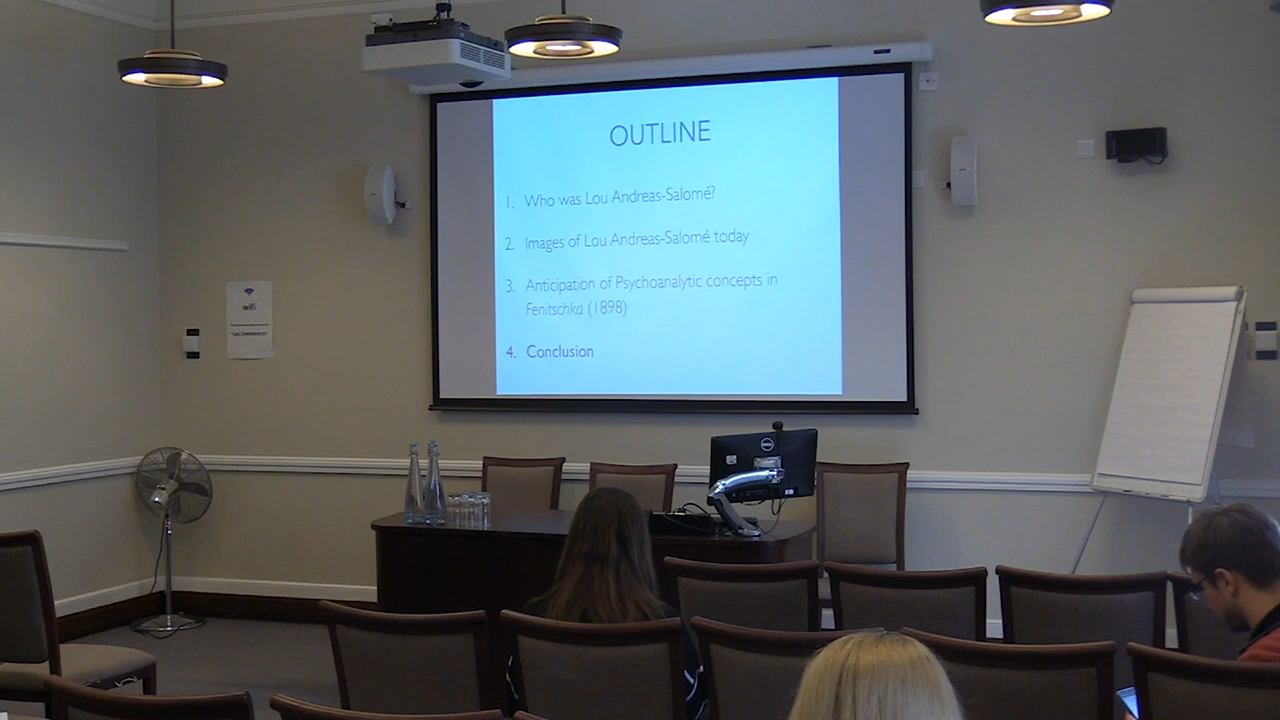 OUTLINE
1. Who was Lou Andreas-Salomé?
2. Images of Lou Andreas-Salomé today
3. Anticipation of Psychoanalytic concepts in
Fenitschka (1898)
4. Conclusion
wifi
DELL